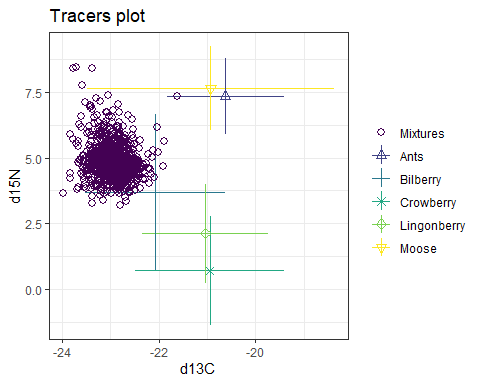 Tracers plot
d15N
7.5
5.0
2.5
0.0
-24
-22
-20
d13C
Mixtures
Ants
Bilberry
Crowberry
Lingonberry
Moose